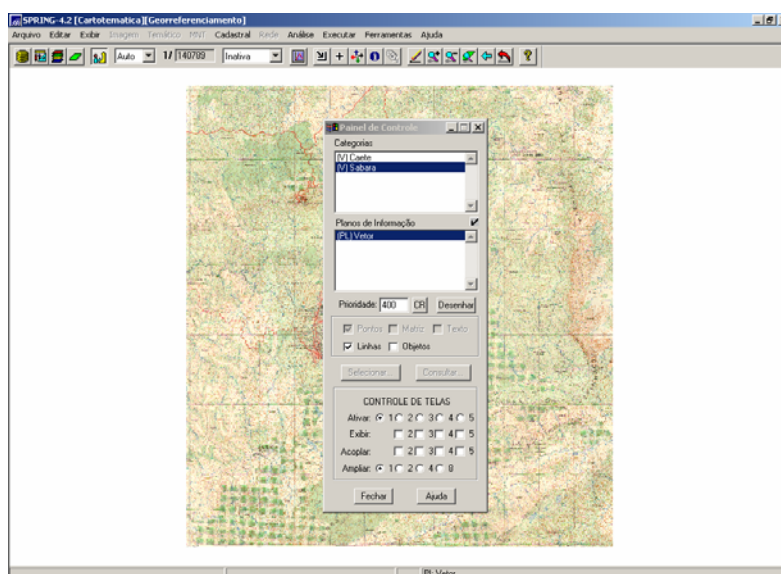 SPRING-4.2 [Cartotematica][Georreferenciamento]
Arquivo Editar Exibir Imagem Temático MNT Cadastral Rede Análise Executar Ferramentas Ajuda
Auto 1/ 140789 Inativa
Painel de Controle
Categorias
(V) Caete
(V) Sabara
Planos de Informação
(PL) Vetor
Prioridade: 400 CR Desenhar
Pontos Matriz Texto
Linhas Objetos
Selecionar... Consultar...
CONTROLE DE TELAS
Ativar: 1 2 3 4 5
Exibir: 2 3 4 5
Acoplar: 2 3 4 5
Ampliar: 1 2 4 8
Fechar Ajuda
PI: Vetor